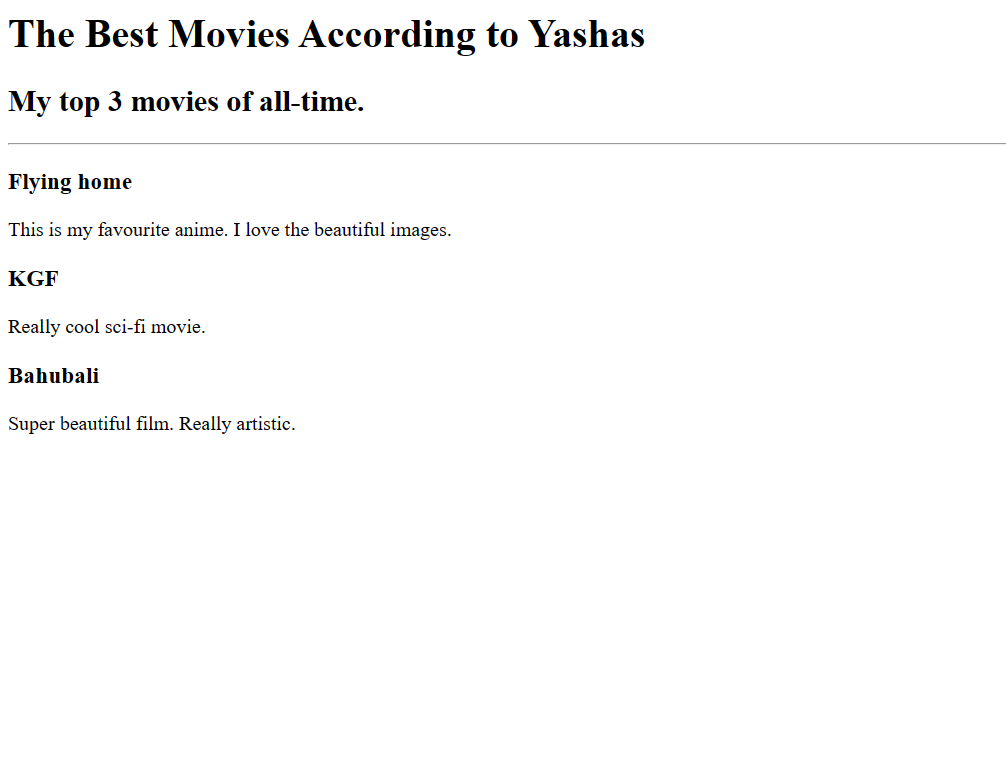 The Best Movies According to Yashas
My top 3 movies of all-time.
Flying home
This is my favourite anime. I love the beautiful images.
KGF
Really cool sci-fi movie.
Bahubali
Super beautiful film. Really artistic.